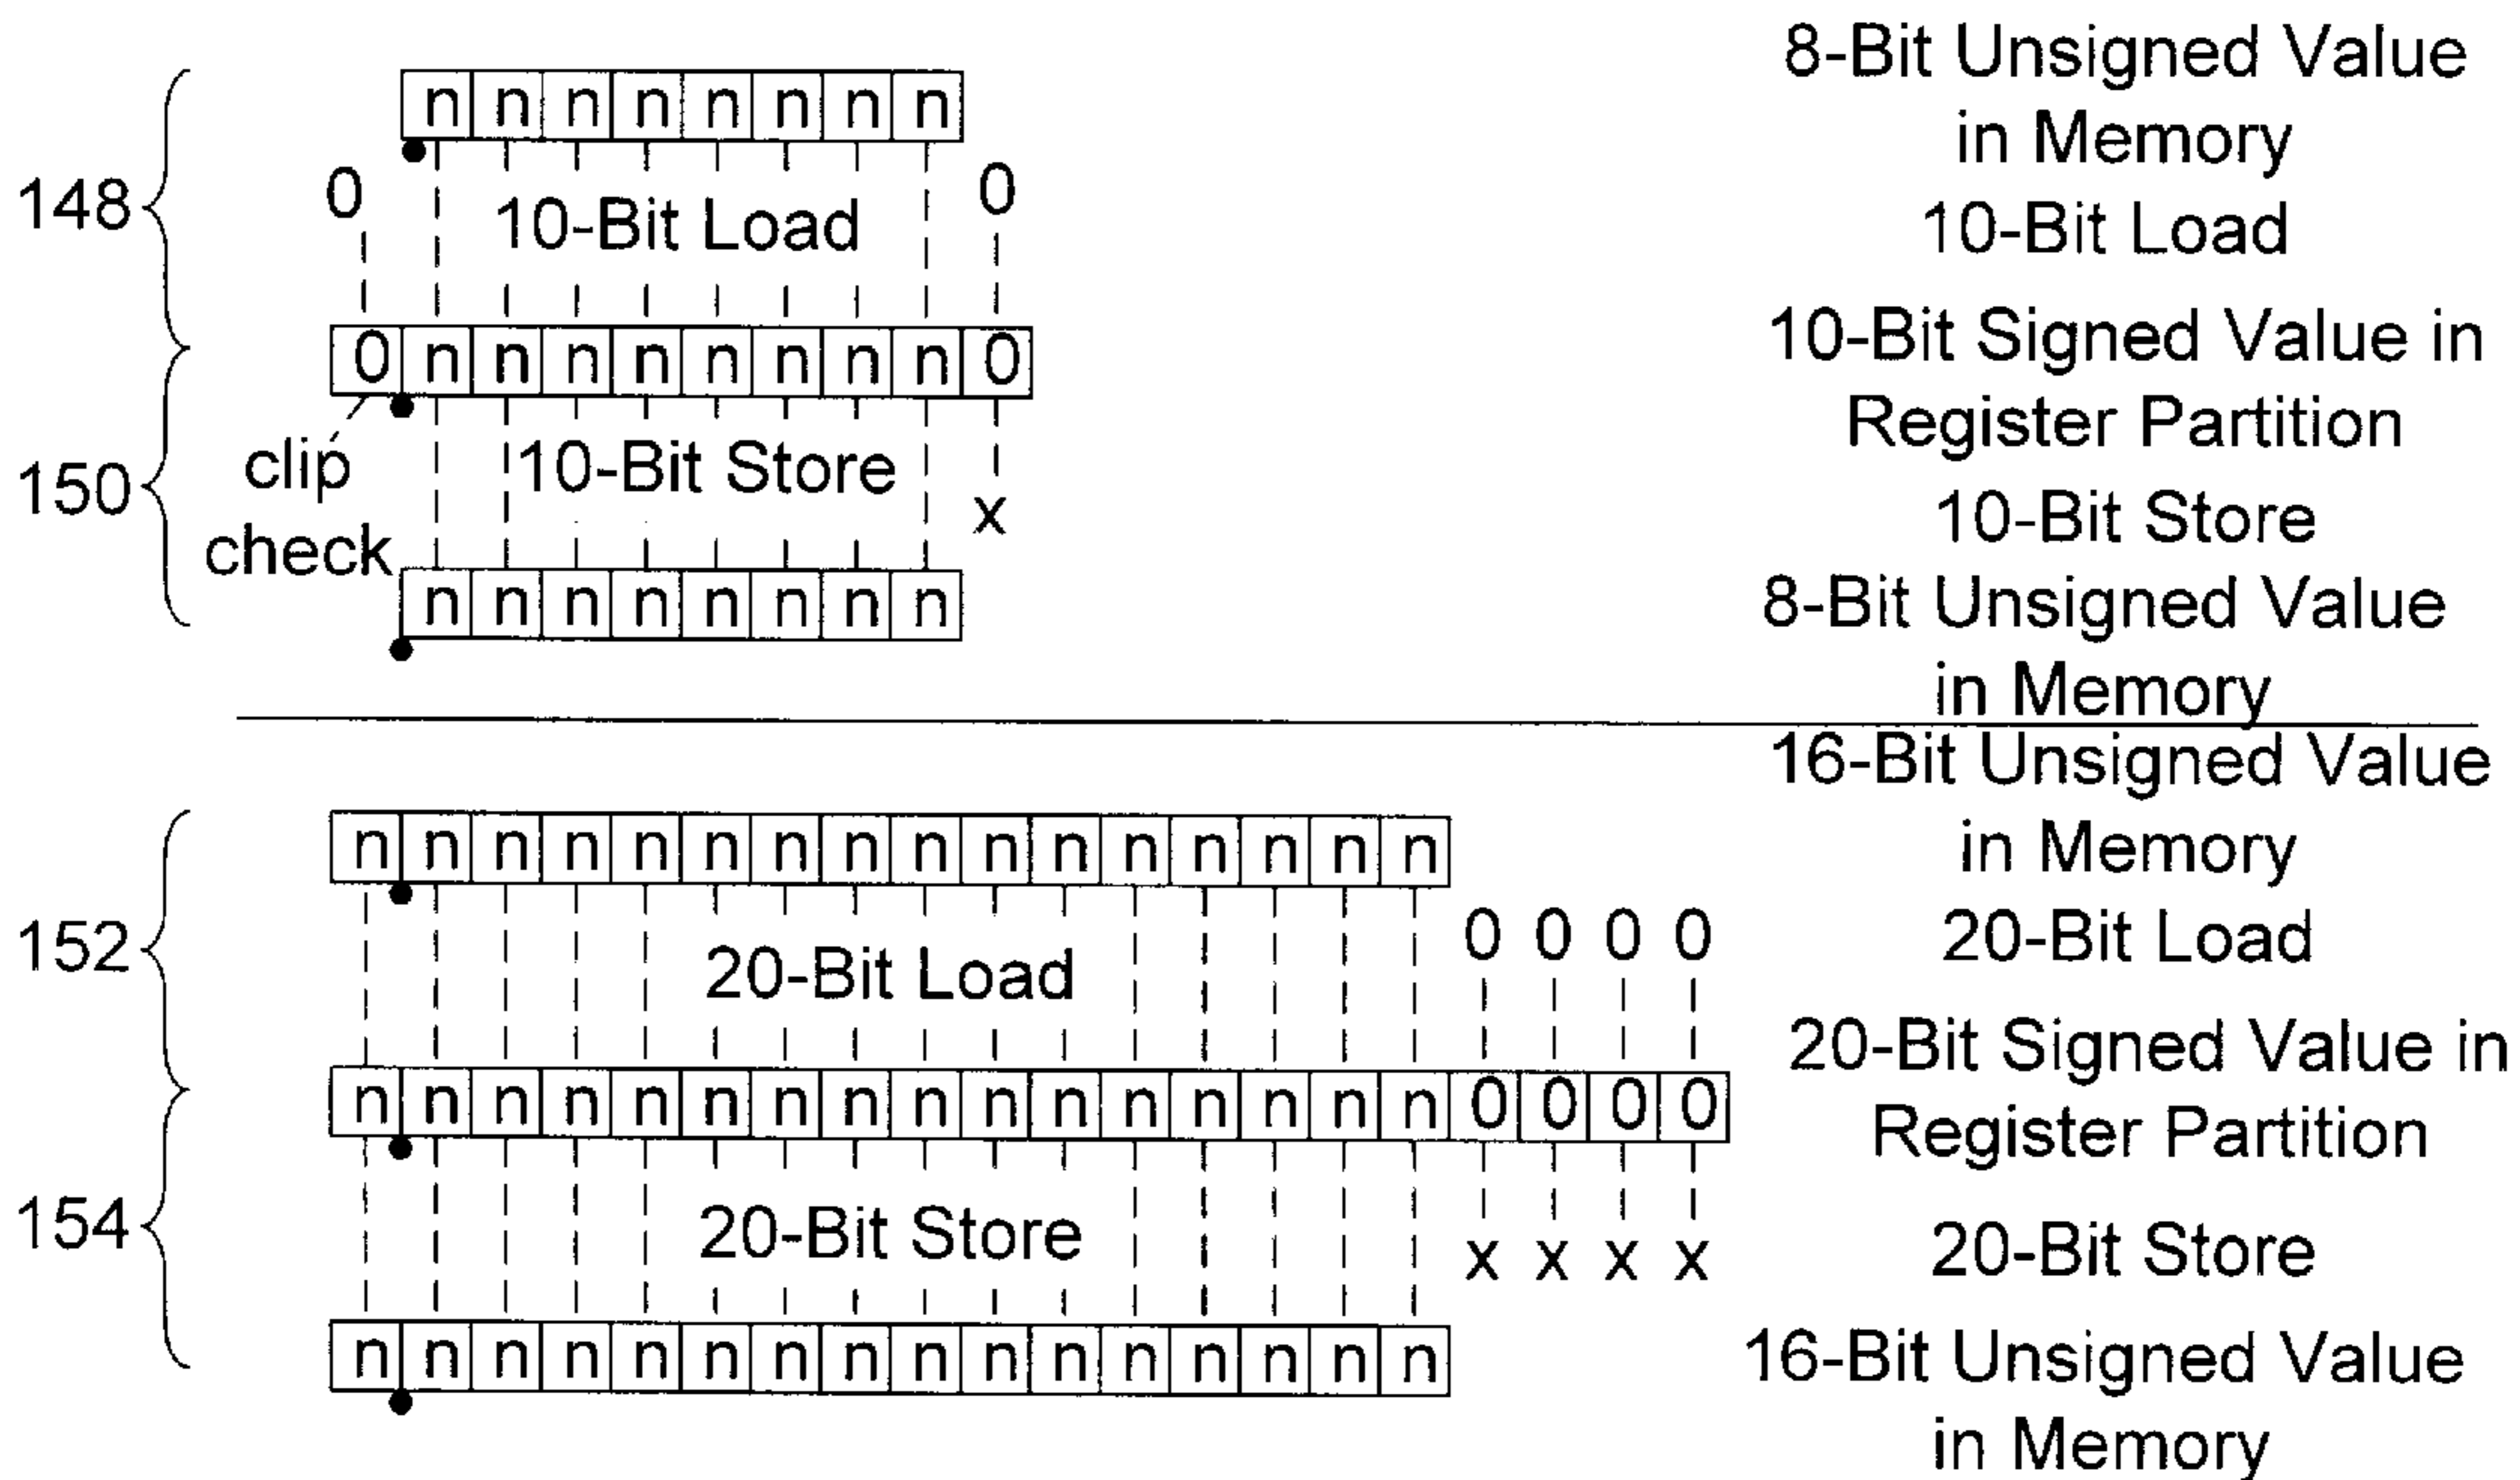 8-Bit Unsigned Value
n n n n n n n n
in Memory
148
0
10-Bit Load
0
10-Bit Load
0 n n n n n n n n 0
10-Bit Signed Value in
Register Partition
150
clip
check
10-Bit Store
x
10-Bit Store
n n n n n n n n
8-Bit Unsigned Value
in Memory
16-Bit Unsigned Value
n n n n n n n n n n n n n n n n
in Memory
152
20-Bit Load
0 0 0 0
20-Bit Load
n n n n n n n n n n n n n n n n 0 0 0 0
20-Bit Signed Value in
Register Partition
154
20-Bit Store
x x x x
20-Bit Store
n n n n n n n n n n n n n n n n
16-Bit Unsigned Value
in Memory